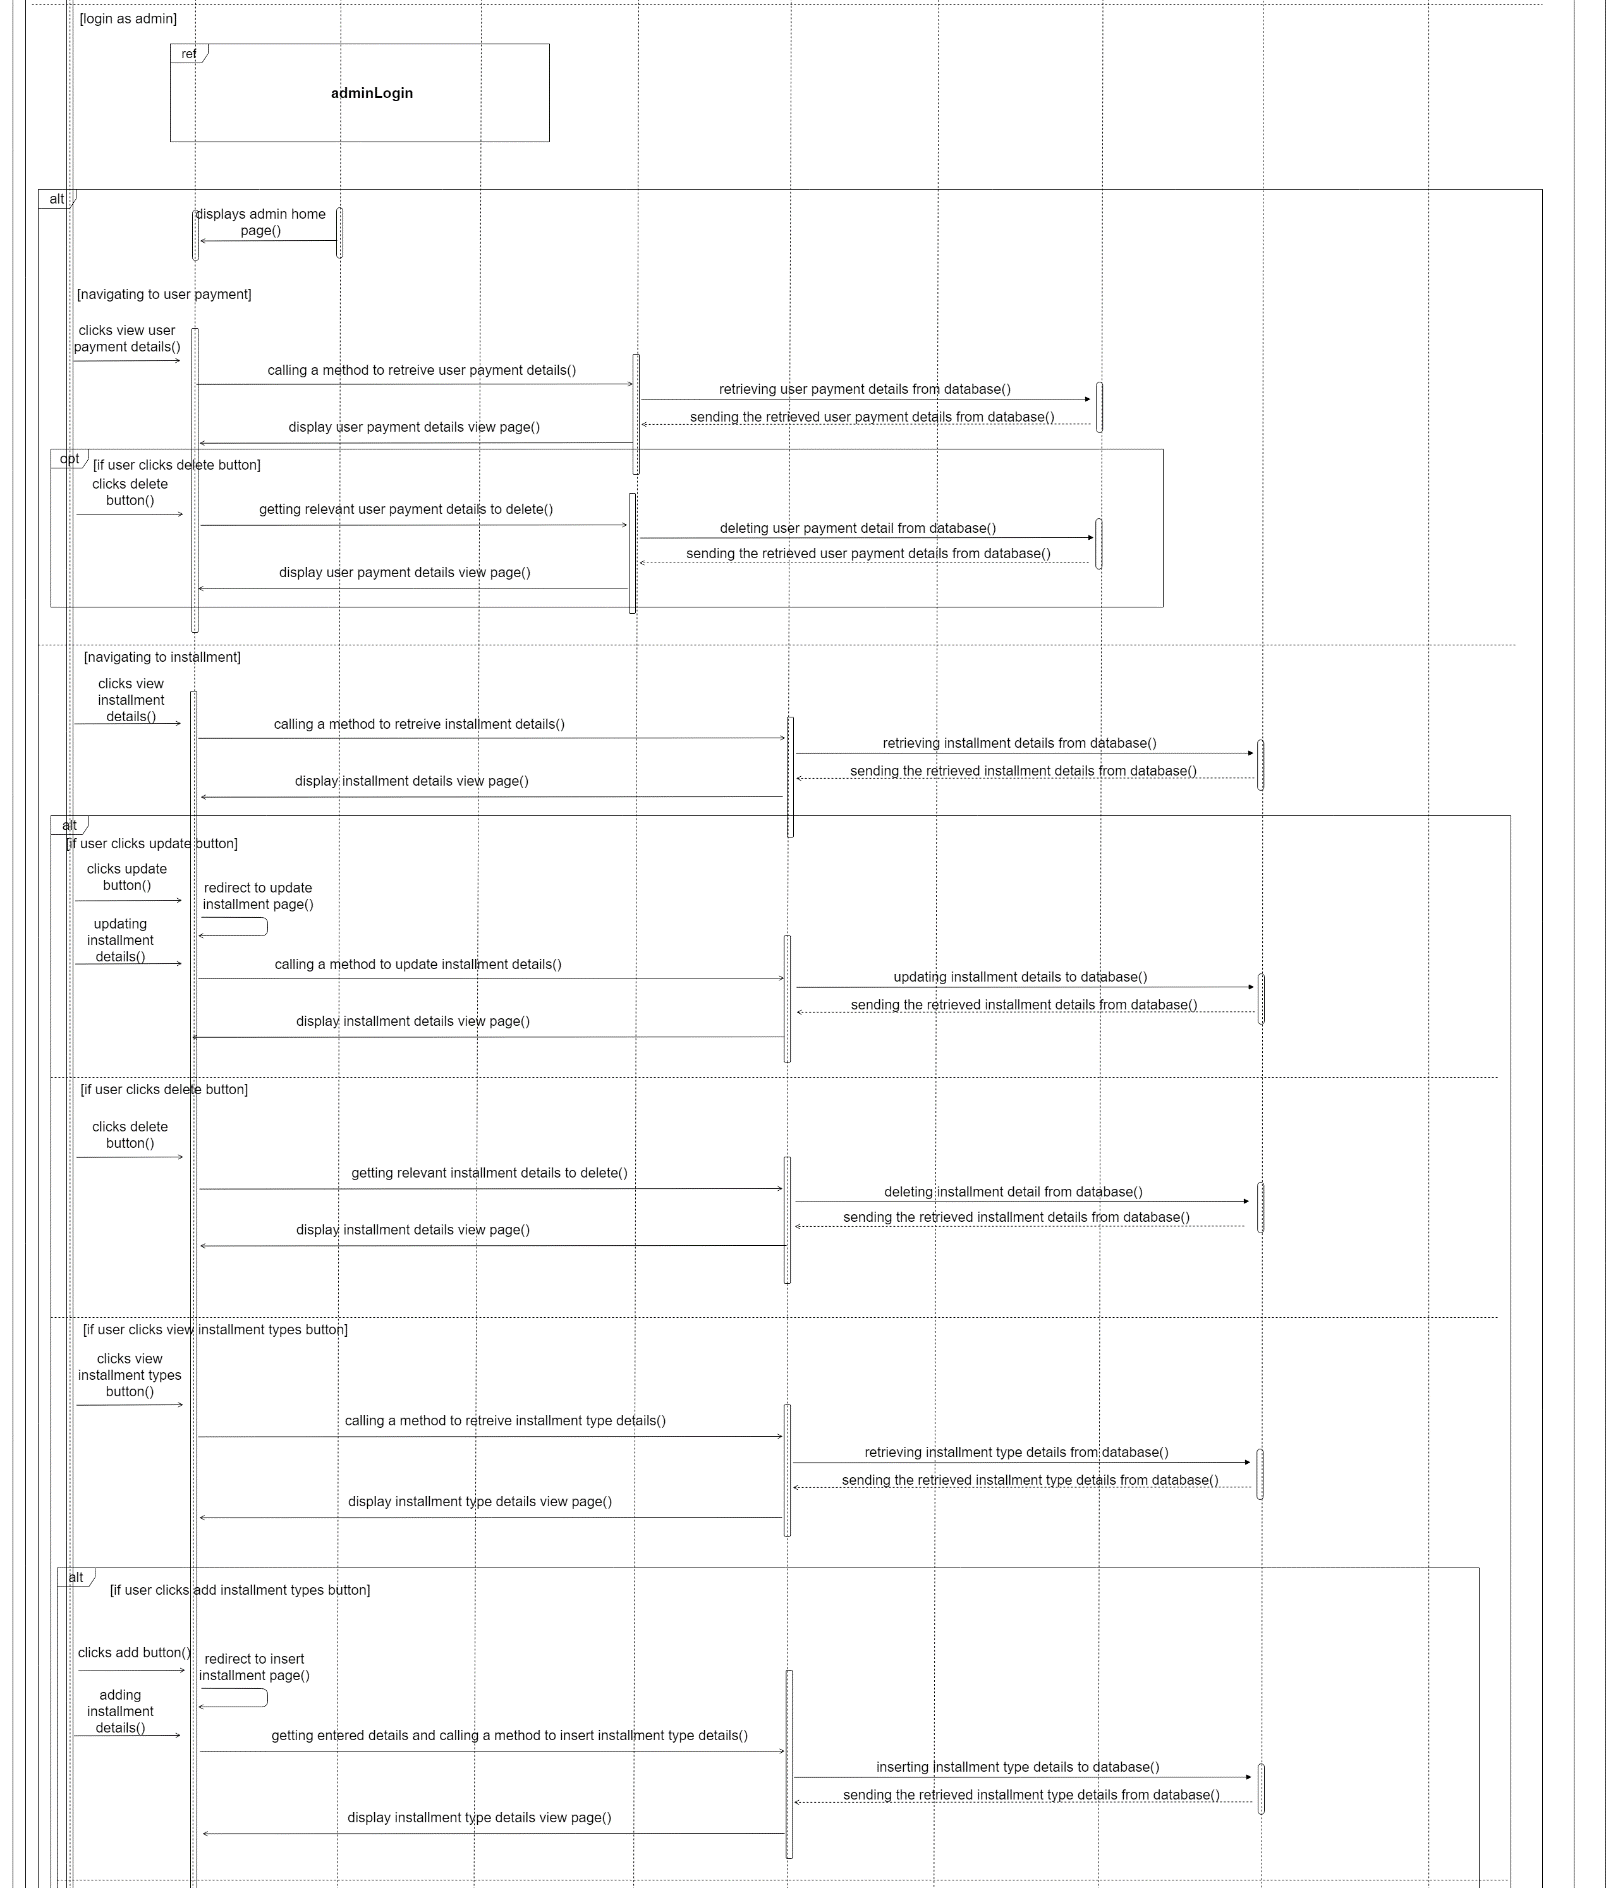 [login as admin]
ref
adminLogin
alt
displays admin home
page()
[navigating to user payment]
clicks view user
payment details()
calling a method to retreive user payment details()
retrieving user payment details from database()
sending the retrieved user payment details from database()
display user payment details view page()
opt
[if user clicks delete button]
clicks delete
button()
getting relevant user payment details to delete()
deleting user payment detail from database()
sending the retrieved user payment details from database()
display user payment details view page()
[navigating to installment]
clicks view
installment
details()
calling a method to retreive installment details()
retrieving installment details from database()
sending the retrieved installment details from database()
display installment details view page()
alt
[if user clicks update button]
clicks update
button()
redirect to update
installment page()
updating
installment
details()
calling a method to update installment details()
updating installment details to database()
sending the retrieved installment details from database()
display installment details view page()
[if user clicks delete button]
clicks delete
button()
getting relevant installment details to delete()
deleting installment detail from database()
sending the retrieved installment details from database()
display installment details view page()
[if user clicks view installment types button]
clicks view
installment types
button()
calling a method to retreive installment type details()
retrieving installment type details from database()
sending the retrieved installment type details from database()
display installment type details view page()
alt
[if user clicks add installment types button]
clicks add button()
redirect to insert
installment page()
adding
installment
details()
getting entered details and calling a method to insert installment type details()
inserting installment type details to database()
sending the retrieved installment type details from database()
display installment type details view page()